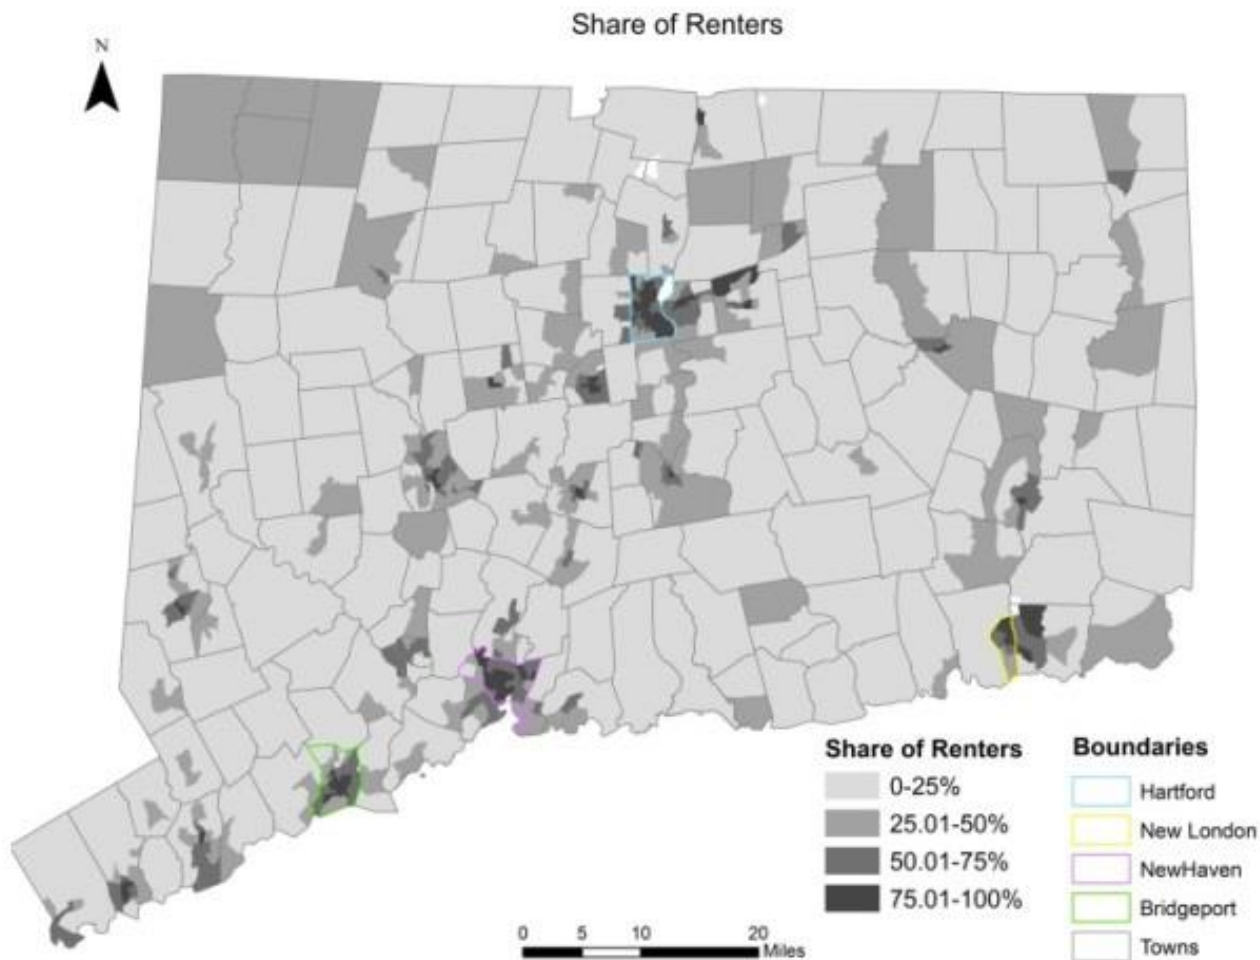 Share of Renters
N
Share of Renters
0-25%
25.01-50%
50.01-75%
75.01-100%
Boundaries
Hartford
New London
NewHaven
Bridgeport
Towns
0 5 10 20
Miles